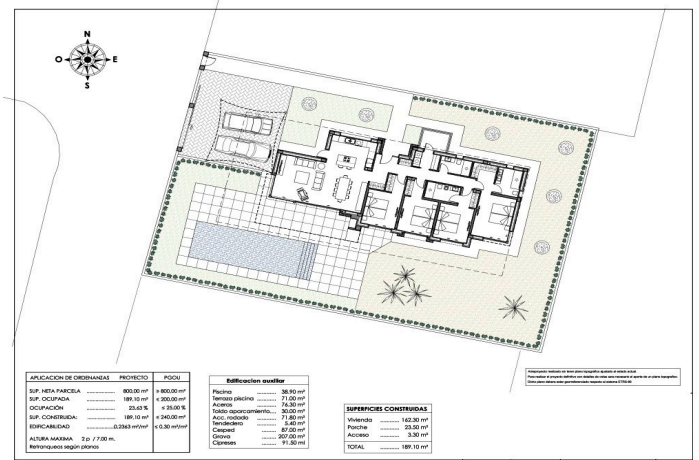 N
O
E
S
APLICACION DE ORDENANZAS PROYECTO PGOU
SUP. NETA PARCELA ............ 800,00 m² ≥ 800,00 m²
SUP. OCUPADA ............ 189,10 m² ≤ 200,00 m²
OCUPACIÓN ............ 23,63 % ≤ 25,00 %
SUP. CONSTRUIDA: ............ 189,10 m² ≤ 240,00 m²
EDIFICABILIDAD ............ 0,2363 m²/m² ≤ 0,30 m²/m²
ALTURA MAXIMA 2 p / 7,00 m.
Retranqueos según planos
Edificacion auxiliar
Piscina ......... 38.90 m²
Terraza piscina ......... 71.00 m²
Aceras ......... 76.30 m²
Toldo aparcamiento.... 30.00 m²
Acc. rodado ......... 71.80 m²
Tendedero ......... 5.40 m²
Cesped ......... 87.00 m²
Grava ......... 207.00 m²
Cipreses ......... 91.50 ml
SUPERFICIES CONSTRUIDAS
Vivienda ......... 162.30 m²
Porche ......... 23.50 m²
Acceso ......... 3.30 m²
TOTAL ......... 189.10 m²